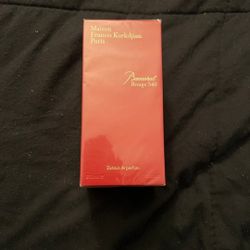 Maison
Francis Kurkdjian
Paris
Baccarat
Rouge 540
Extrait de parfum